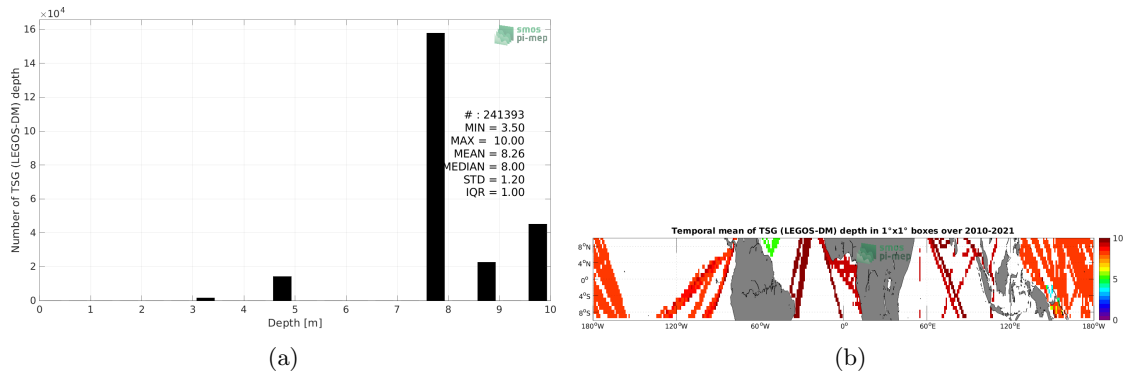 ×10⁴
16
14
12
10
8
6
4
2
0
Number of TSG (LEGOS-DM) depth
smos
pi-mep
# : 241393
MIN = 3.50
MAX = 10.00
MEAN = 8.26
MEDIAN = 8.00
STD = 1.20
IQR = 1.00
0 1 2 3 4 5 6 7 8 9 10
Depth [m]
(a)
Temporal mean of TSG (LEGOS-DM) depth in 1°x1° boxes over 2010-2021
smos
pi-mep
8°N
4°N
0°
4°S
8°S
180°W 120°W 60°W 0° 60°E 120°E 180°W
10
5
0
(b)